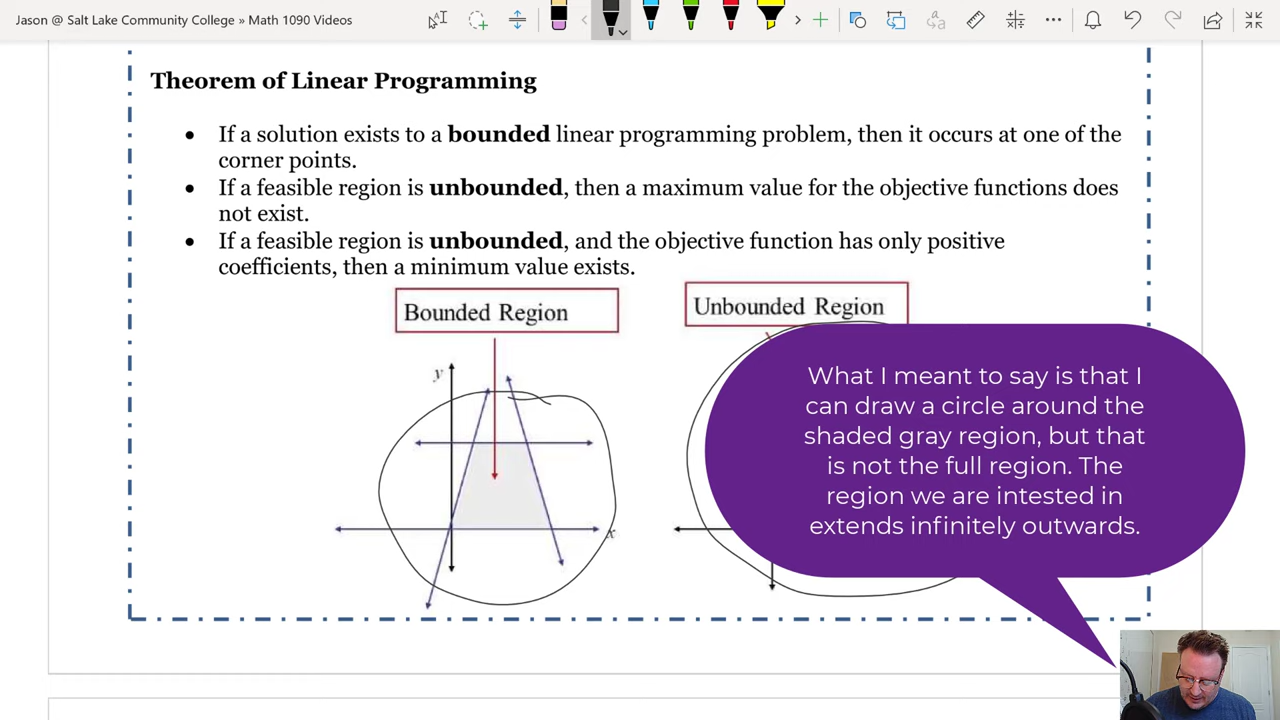 Jason @ Salt Lake Community College » Math 1090 Videos
Theorem of Linear Programming
• If a solution exists to a bounded linear programming problem, then it occurs at one of the
corner points.
• If a feasible region is unbounded, then a maximum value for the objective functions does
not exist.
• If a feasible region is unbounded, and the objective function has only positive
coefficients, then a minimum value exists.
Bounded Region
Unbounded Region
y
x
What I meant to say is that I
can draw a circle around the
shaded gray region, but that
is not the full region. The
region we are intested in
extends infinitely outwards.